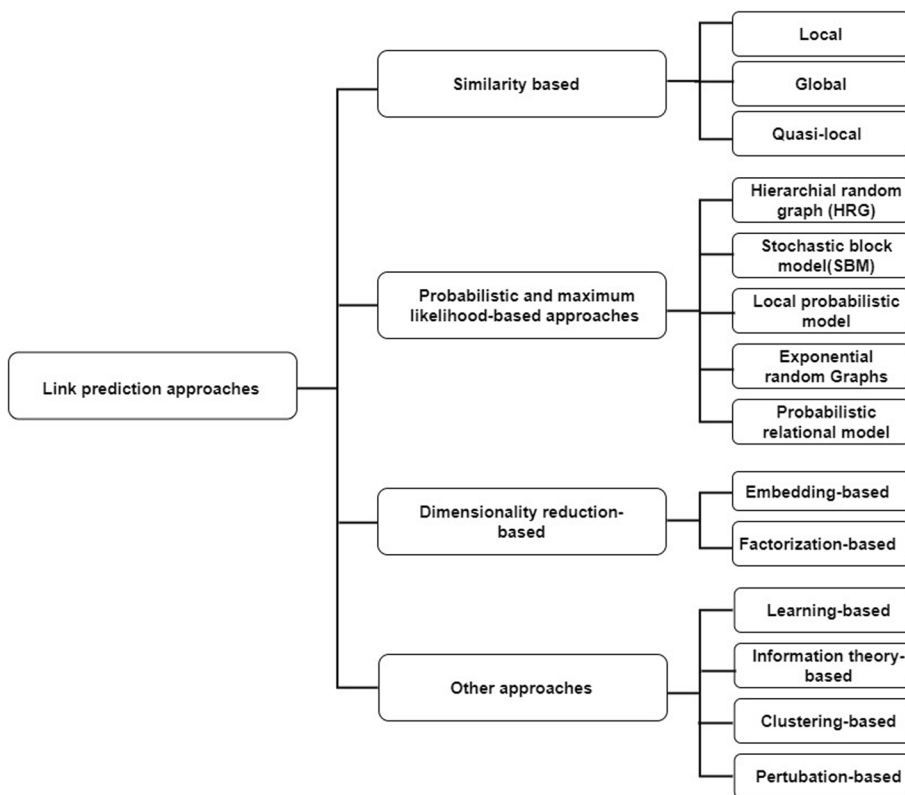 Link prediction approaches
Similarity based
Local
Global
Quasi-local
Probabilistic and maximum
likelihood-based approaches
Hierarchial random
graph (HRG)
Stochastic block
model(SBM)
Local probabilistic
model
Exponential
random Graphs
Probabilistic
relational model
Dimensionality reduction-
based
Embedding-based
Factorization-based
Other approaches
Learning-based
Information theory-
based
Clustering-based
Pertubation-based